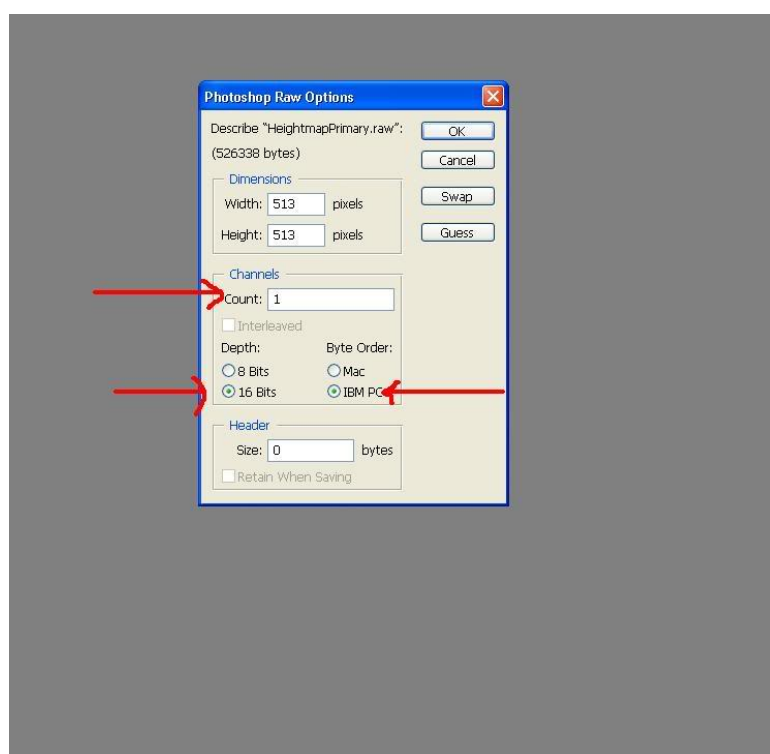 Photoshop Raw Options
Describe "HeightmapPrimary.raw":
(526338 bytes)
OK
Cancel
Swap
Guess
Dimensions
Width: 513 pixels
Height: 513 pixels
Channels
Count: 1
Interleaved
Depth: Byte Order:
8 Bits Mac
16 Bits IBM PC
Header
Size: 0 bytes
Retain When Saving